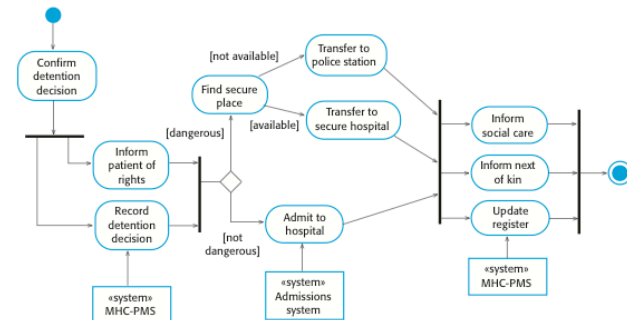 Confirm
detention
decision
Inform
patient of
rights
Record
detention
decision
«system»
MHC-PMS
[dangerous]
[not
dangerous]
Find secure
place
[not available]
[available]
Transfer to
police station
Transfer to
secure hospital
Admit to
hospital
«system»
Admissions
system
Inform
social care
Inform next
of kin
Update
register
«system»
MHC-PMS